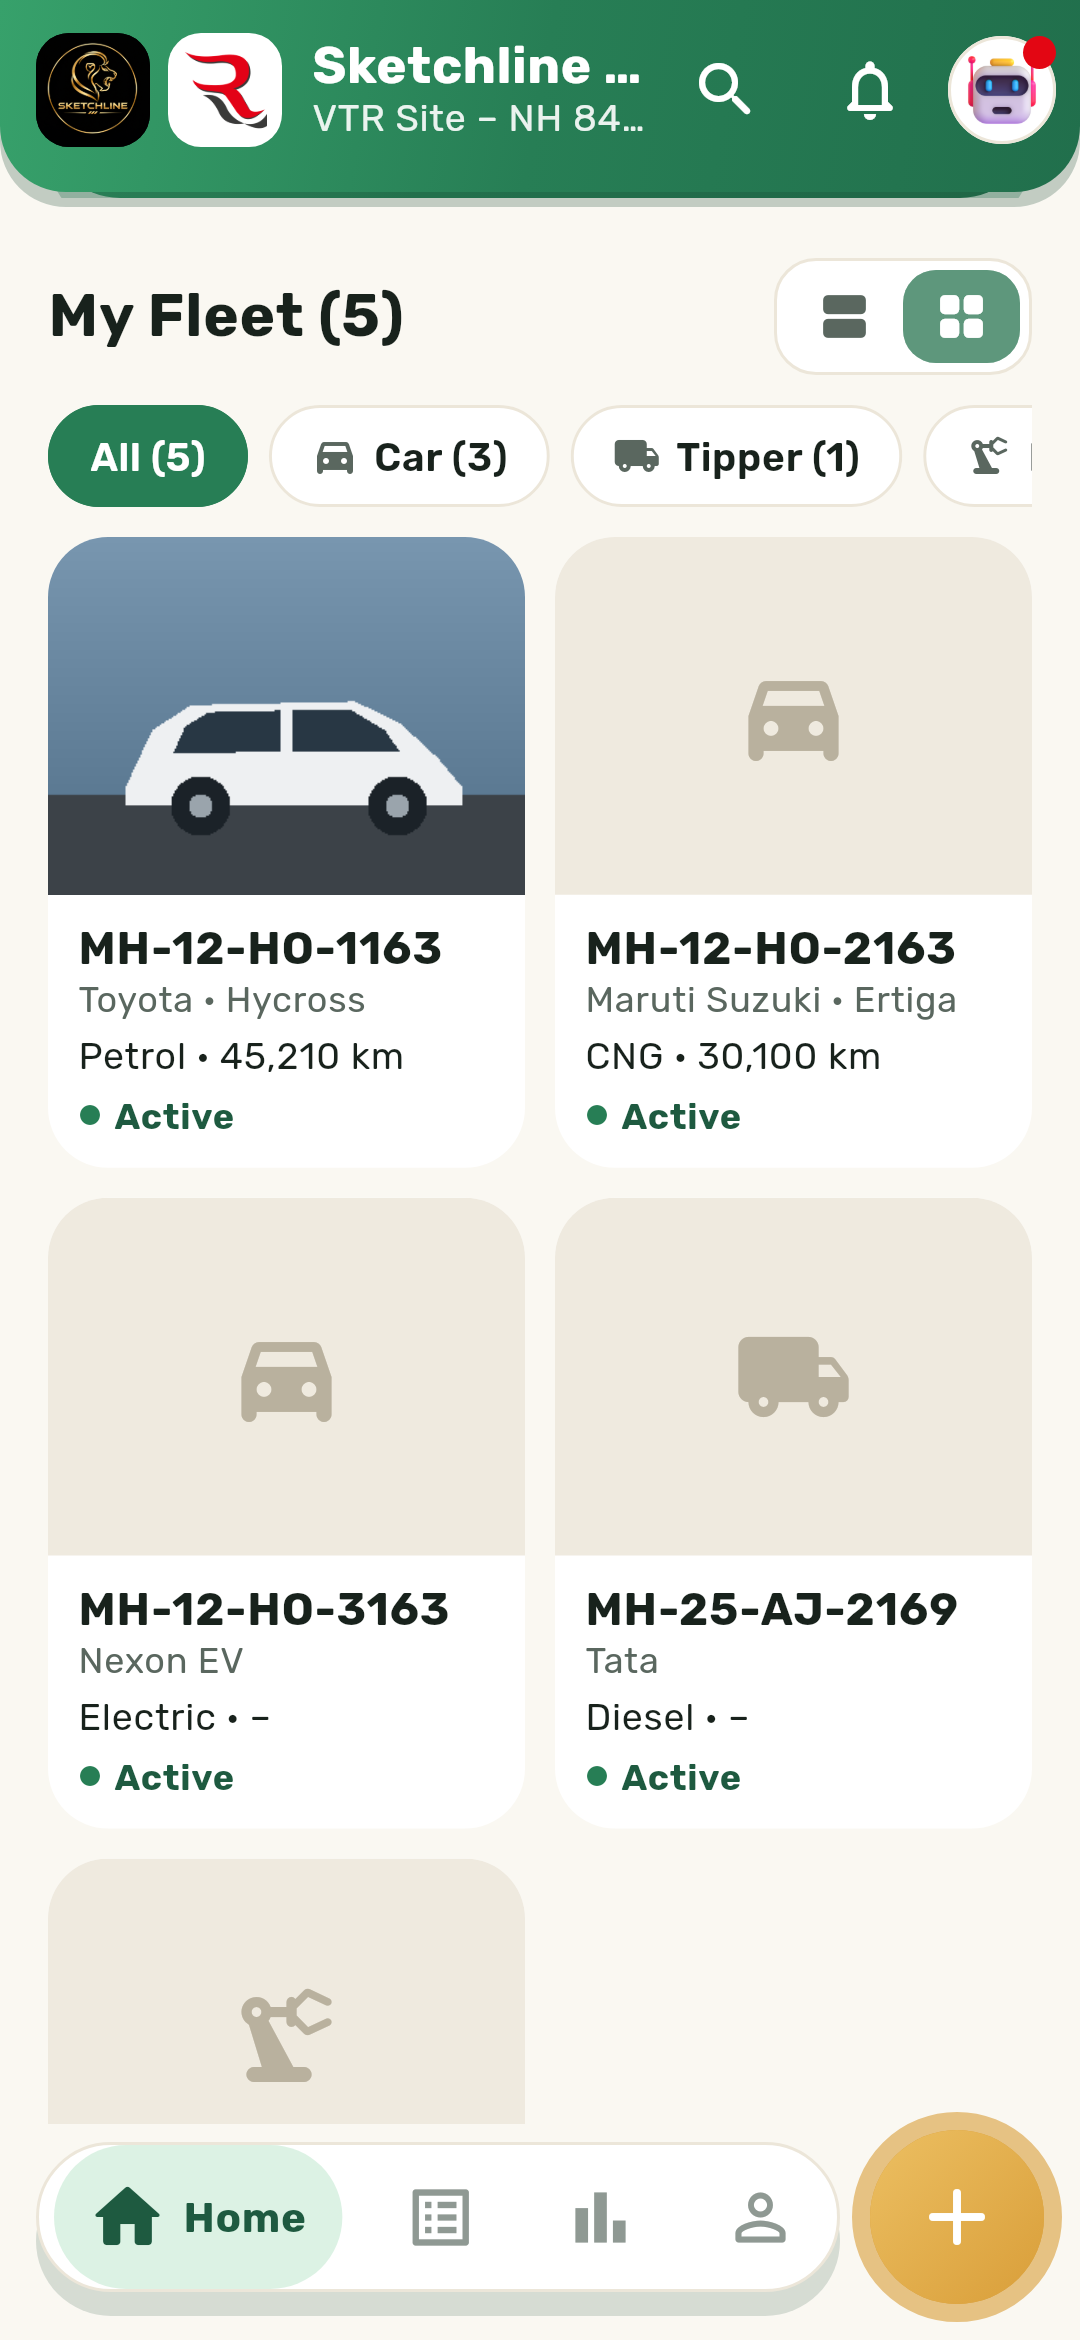 SKETCHLINE
Sketchline ...
VTR Site – NH 84...
My Fleet (5)
All (5)
Car (3)
Tipper (1)
MH-12-HO-1163
Toyota • Hycross
Petrol • 45,210 km
Active
MH-12-HO-2163
Maruti Suzuki • Ertiga
CNG • 30,100 km
Active
MH-12-HO-3163
Nexon EV
Electric • –
Active
MH-25-AJ-2169
Tata
Diesel • –
Active
Home